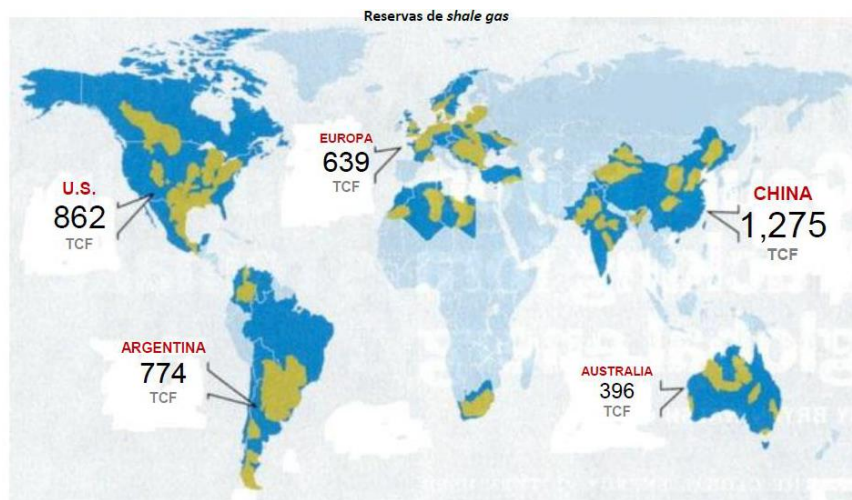 Reservas de shale gas
EUROPA
639
TCF
U.S.
862
TCF
CHINA
1,275
TCF
ARGENTINA
774
TCF
AUSTRALIA
396
TCF